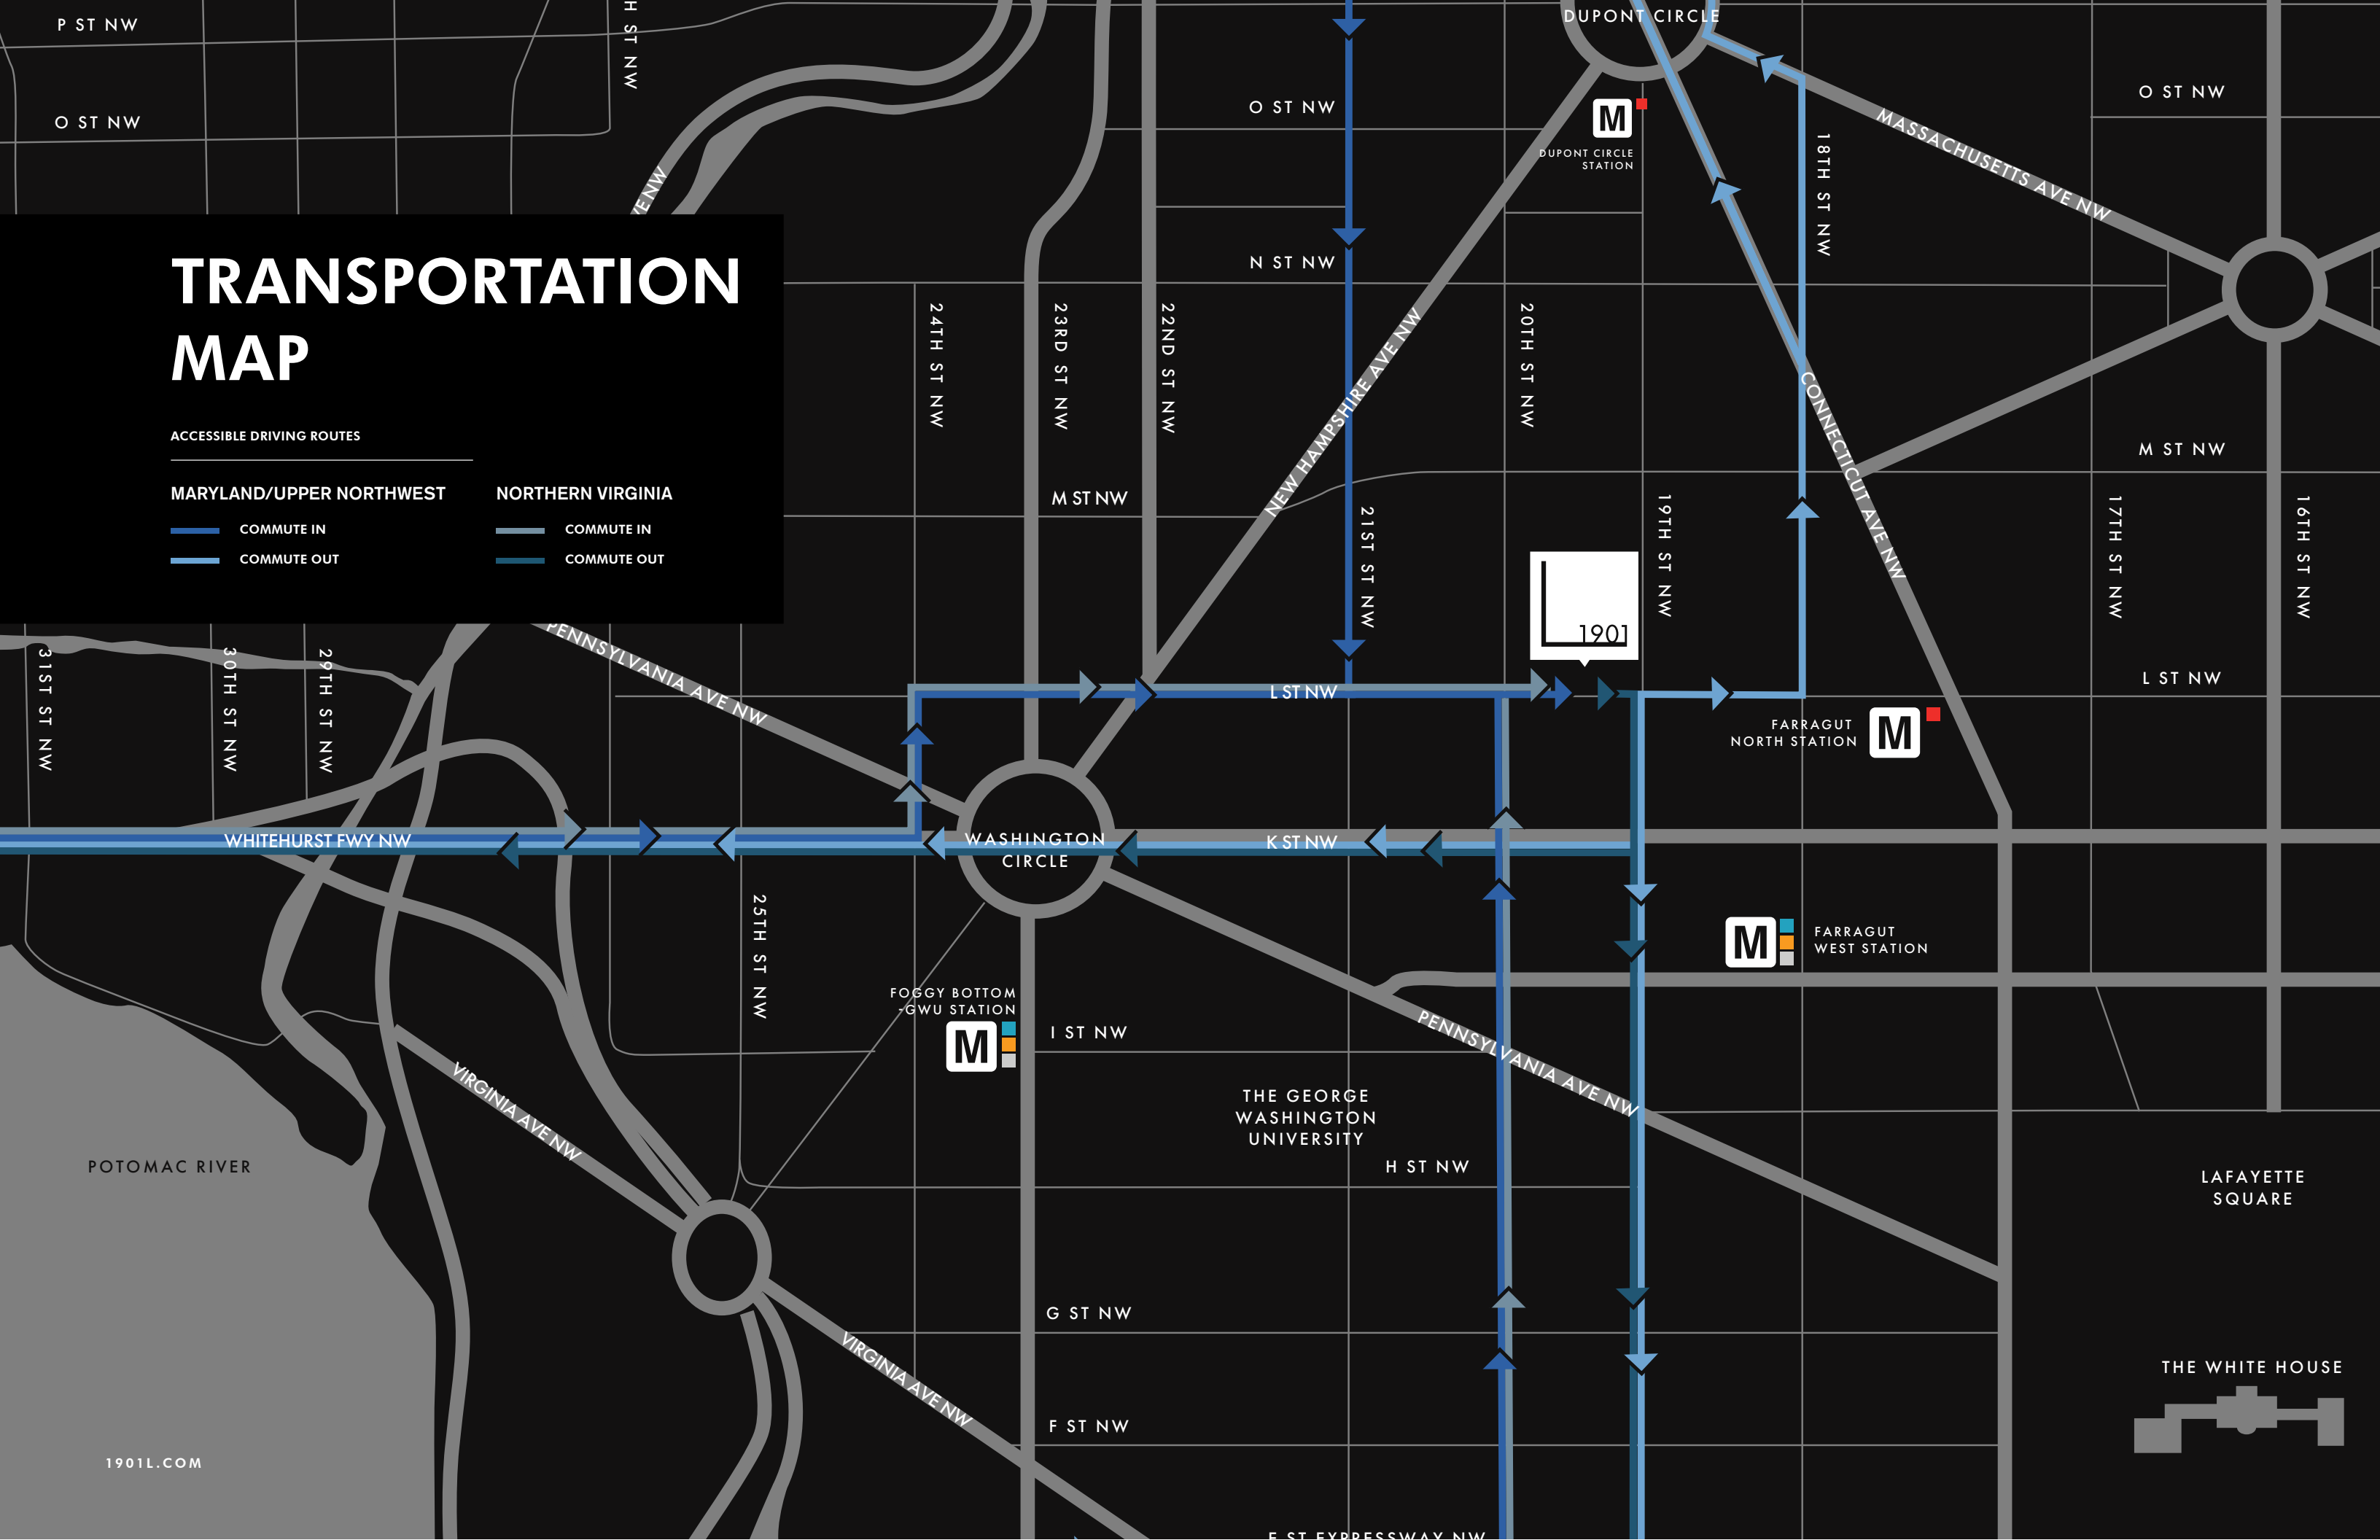 P ST NW
H ST NW
DUPONT CIRCLE
O ST NW
O ST NW
O ST NW
M
DUPONT CIRCLE
STATION
18TH ST NW
MASSACHUSETTS AVE NW
VE NW
N ST NW
TRANSPORTATION
MAP
ACCESSIBLE DRIVING ROUTES
MARYLAND/UPPER NORTHWEST
COMMUTE IN
COMMUTE OUT
NORTHERN VIRGINIA
COMMUTE IN
COMMUTE OUT
24TH ST NW
23RD ST NW
22ND ST NW
NEW HAMPSHIRE AVE NW
20TH ST NW
CONNECTICUT AVE NW
M ST NW
M ST NW
21ST ST NW
19TH ST NW
17TH ST NW
16TH ST NW
1901
PENNSYLVANIA AVE NW
31ST ST NW
30TH ST NW
29TH ST NW
L ST NW
L ST NW
FARRAGUT
NORTH STATION
M
WHITEHURST FWY NW
WASHINGTON
CIRCLE
K ST NW
25TH ST NW
M
FARRAGUT
WEST STATION
FOGGY BOTTOM
-GWU STATION
M
I ST NW
PENNSYLVANIA AVE NW
VIRGINIA AVE NW
THE GEORGE
WASHINGTON
UNIVERSITY
POTOMAC RIVER
H ST NW
LAFAYETTE
SQUARE
G ST NW
VIRGINIA AVE NW
THE WHITE HOUSE
F ST NW
1901L.COM
E ST EXPRESSWAY NW